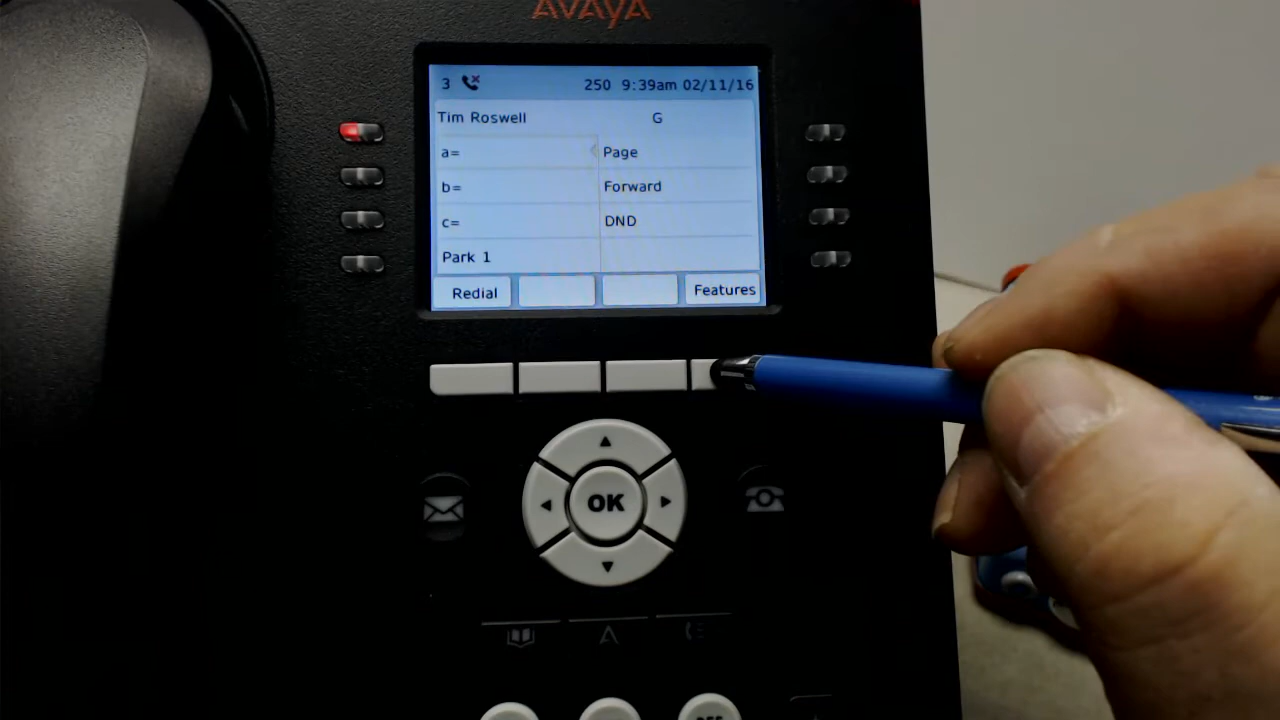 AVAYA
3 250 9:39am 02/11/16
Tim Roswell G
a= Page
b= Forward
c= DND
Park 1
Redial Features
OK